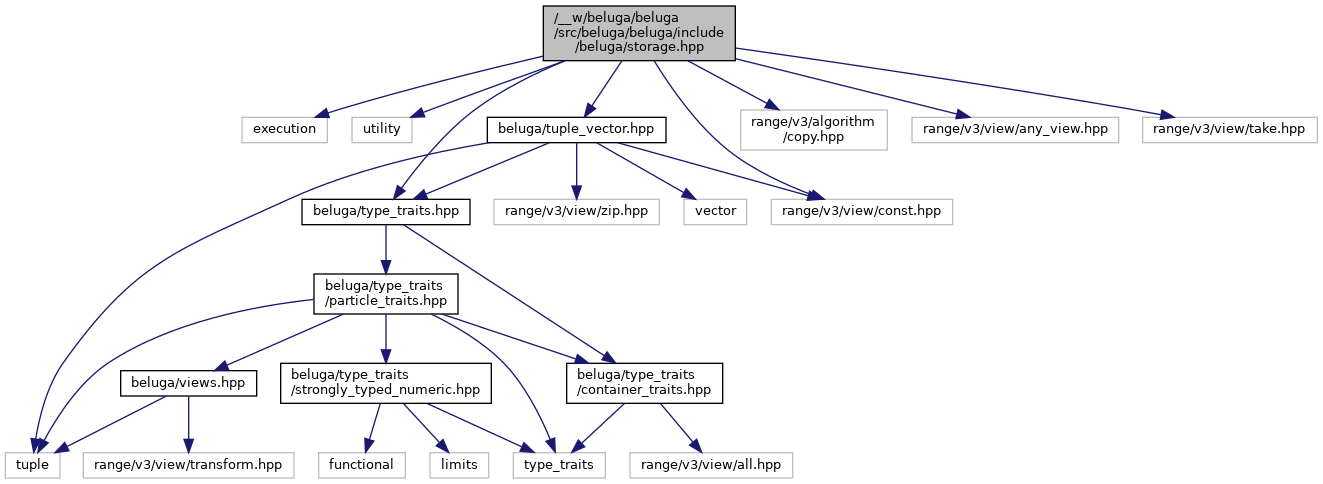 /__w/beluga/beluga
/src/beluga/beluga/include
/beluga/storage.hpp
execution
utility
beluga/tuple_vector.hpp
range/v3/algorithm
/copy.hpp
range/v3/view/any_view.hpp
range/v3/view/take.hpp
beluga/type_traits.hpp
range/v3/view/zip.hpp
vector
range/v3/view/const.hpp
beluga/type_traits
/particle_traits.hpp
beluga/views.hpp
beluga/type_traits
/strongly_typed_numeric.hpp
beluga/type_traits
/container_traits.hpp
tuple
range/v3/view/transform.hpp
functional
limits
type_traits
range/v3/view/all.hpp